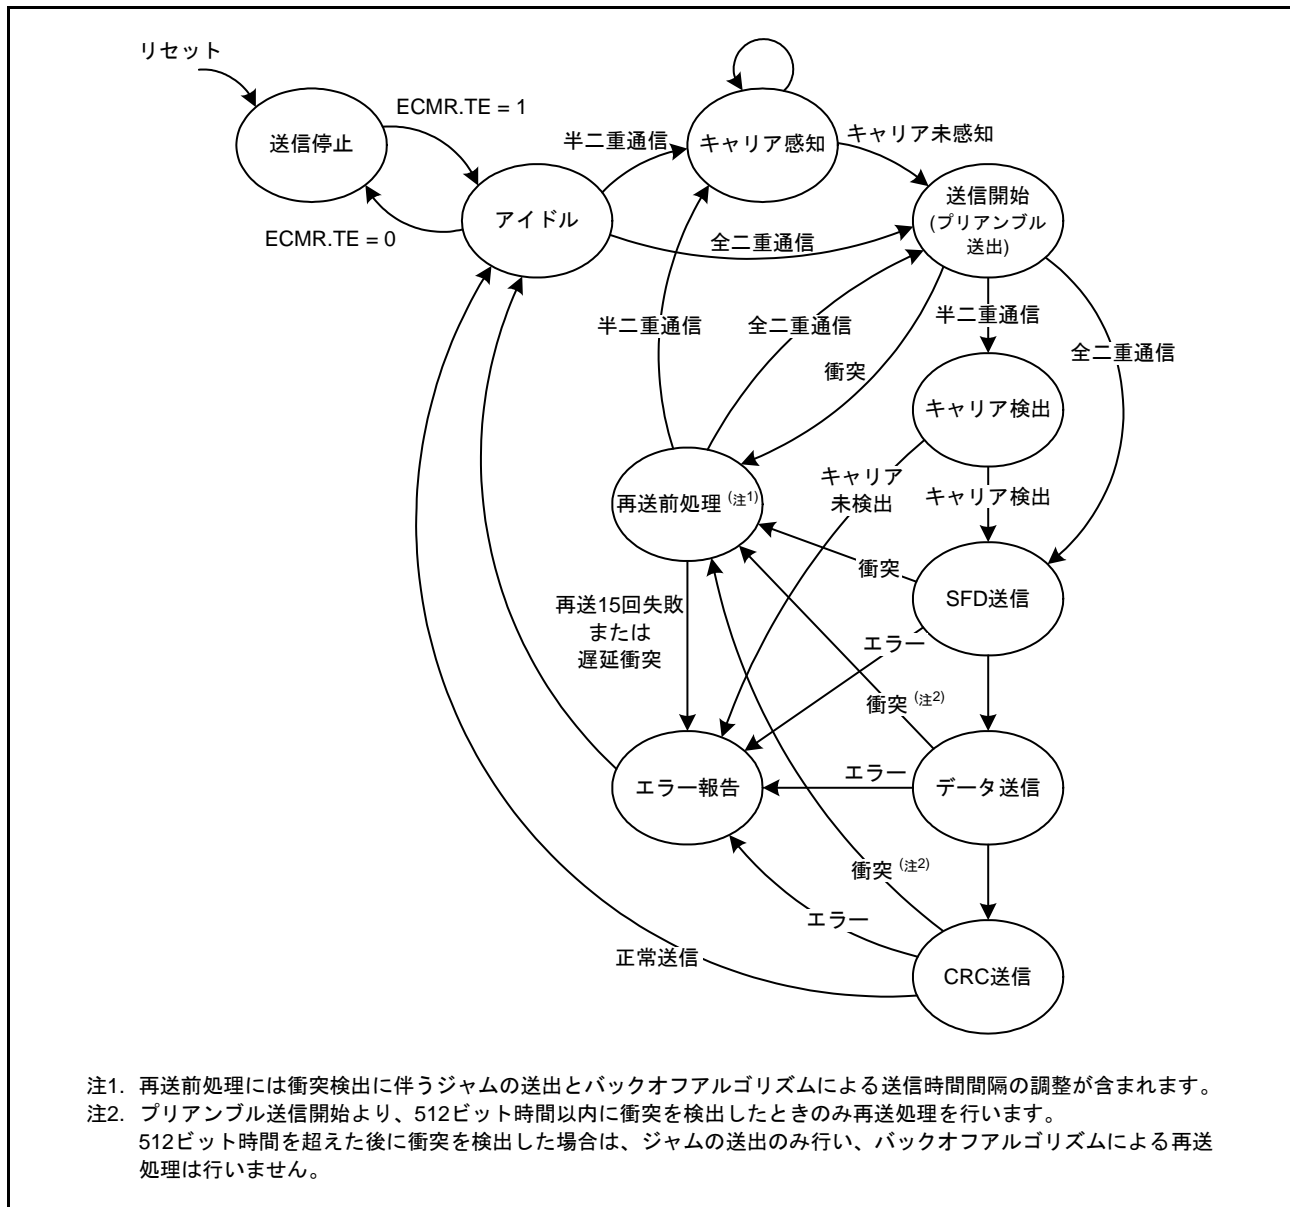 リセット
ECMR.TE = 1
送信停止
キャリア感知
半二重通信
キャリア未感知
アイドル
送信開始
(プリアンブル
送出)
ECMR.TE = 0
全二重通信
半二重通信
全二重通信
半二重通信
全二重通信
衝突
キャリア検出
キャリア
未検出
キャリア検出
再送前処理 (注1)
衝突
SFD送信
再送15回失敗
または
遅延衝突
エラー
衝突 (注2)
エラー報告
エラー
データ送信
衝突 (注2)
エラー
正常送信
CRC送信
注1. 再送前処理には衝突検出に伴うジャムの送出とバックオフアルゴリズムによる送信時間間隔の調整が含まれます。
注2. プリアンブル送信開始より、512ビット時間以内に衝突を検出したときのみ再送処理を行います。
512ビット時間を超えた後に衝突を検出した場合は、ジャムの送出のみ行い、バックオフアルゴリズムによる再送
処理は行いません。